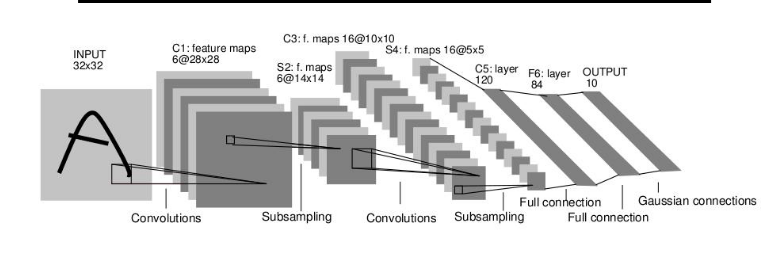 INPUT
32x32
C1: feature maps
6@28x28
C3: f. maps 16@10x10
S2: f. maps
6@14x14
S4: f. maps 16@5x5
C5: layer
120
F6: layer
84
OUTPUT
10
A
Convolutions
Subsampling
Convolutions
Subsampling
Full connection
Full connection
Gaussian connections